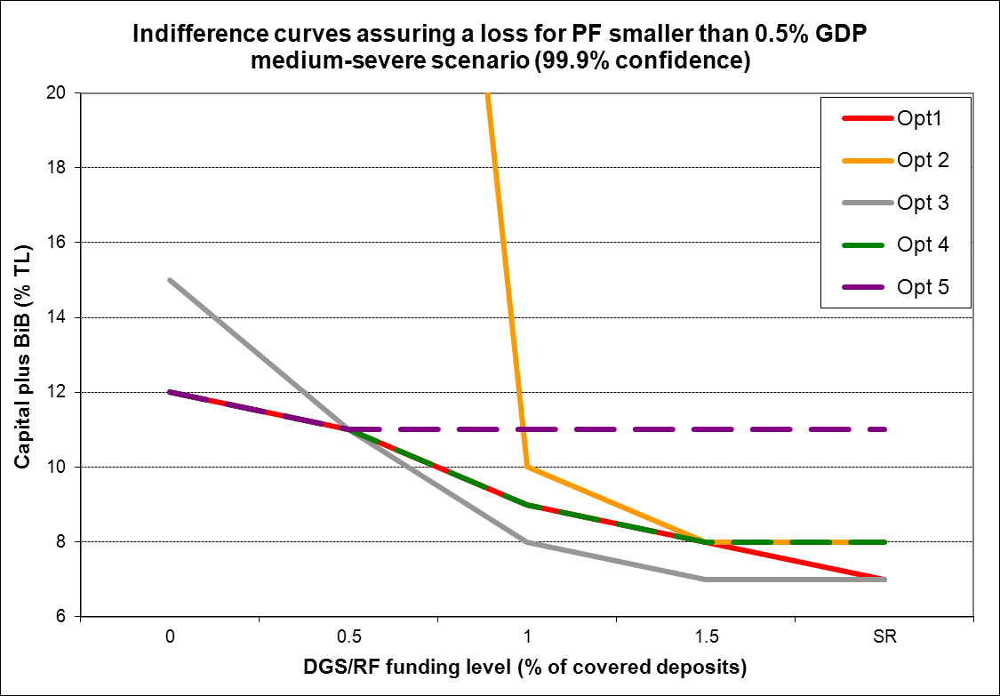 Indifference curves assuring a loss for PF smaller than 0.5% GDP
medium-severe scenario (99.9% confidence)
Capital plus BiB (% TL)
20
18
16
14
12
10
8
6
Opt1
Opt 2
Opt 3
Opt 4
Opt 5
0
0.5
1
1.5
SR
DGS/RF funding level (% of covered deposits)